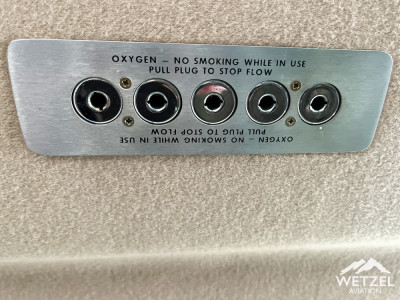 OXYGEN – NO SMOKING WHILE IN USE
PULL PLUG TO STOP FLOW
OXYGEN – NO SMOKING WHILE IN USE
PULL PLUG TO STOP FLOW
WETZEL
AVIATION